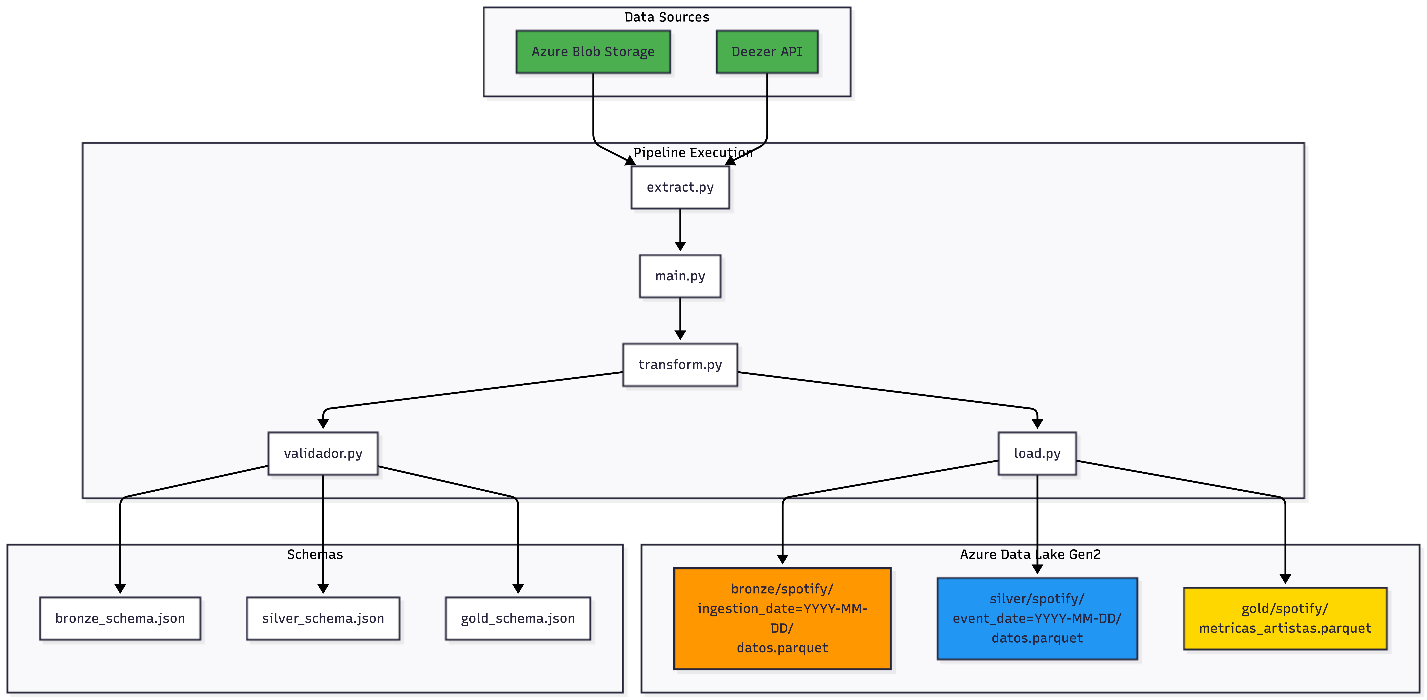 Data Sources
Azure Blob Storage
Deezer API
Pipeline Execution
extract.py
main.py
transform.py
validador.py
load.py
Schemas
bronze_schema.json
silver_schema.json
gold_schema.json
Azure Data Lake Gen2
bronze/spotify/
ingestion_date=YYYY-MM-
DD/
datos.parquet
silver/spotify/
event_date=YYYY-MM-DD/
datos.parquet
gold/spotify/
metricas_artistas.parquet